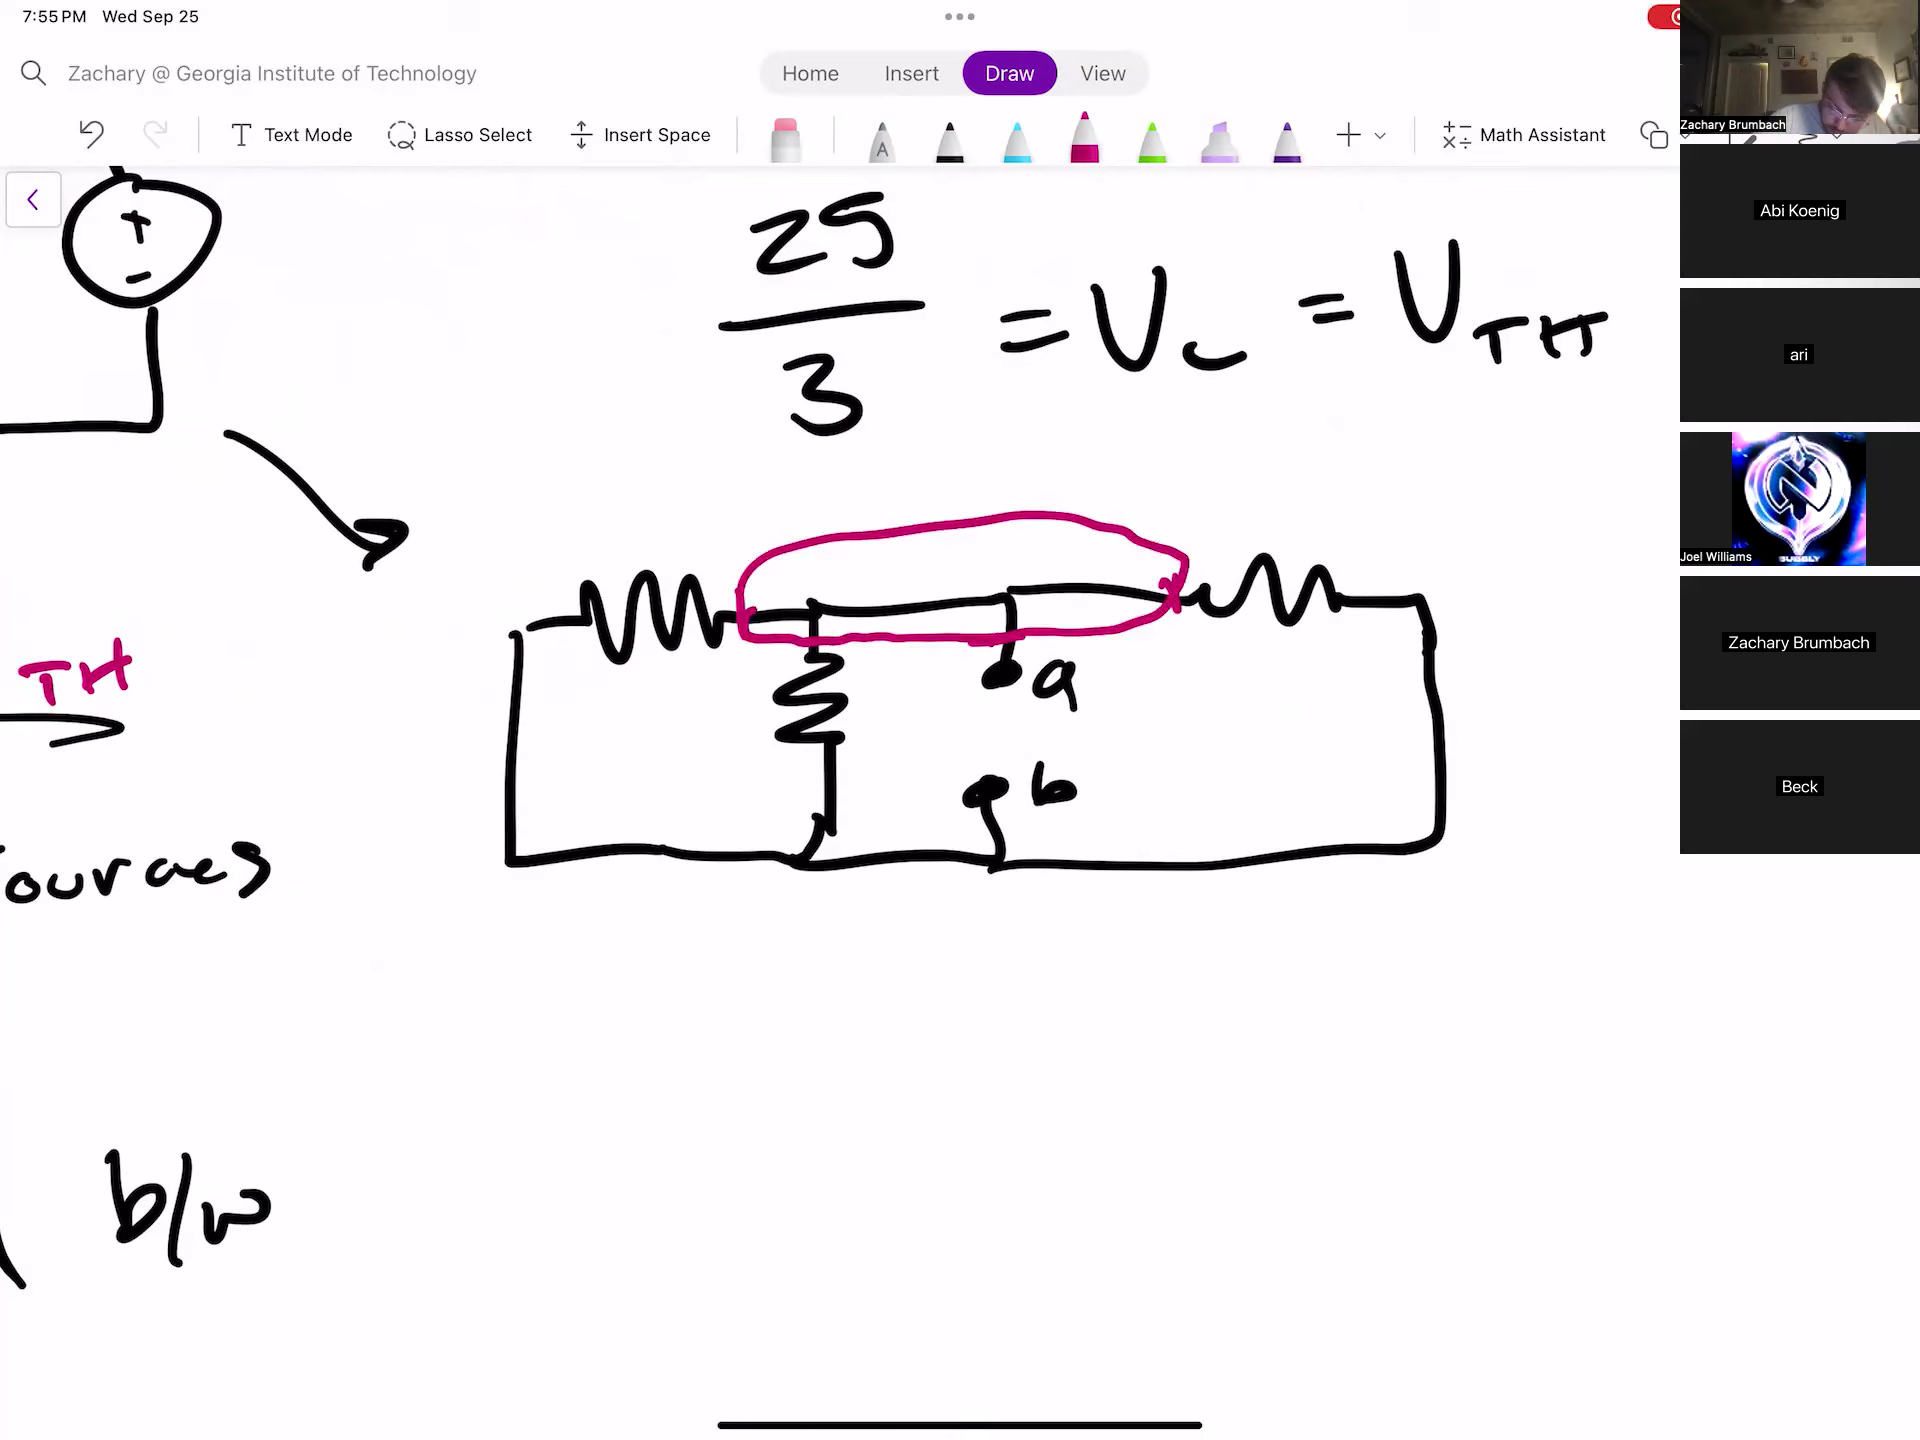 7:55 PM Wed Sep 25
Zachary @ Georgia Institute of Technology
Home Insert Draw View
Text Mode Lasso Select Insert Space A Math Assistant
+
-
25
3
= Vc = VTH
TH
a
b
ources
b/w
Zachary Brumbach
Abi Koenig
ari
Joel Williams
Zachary Brumbach
Beck